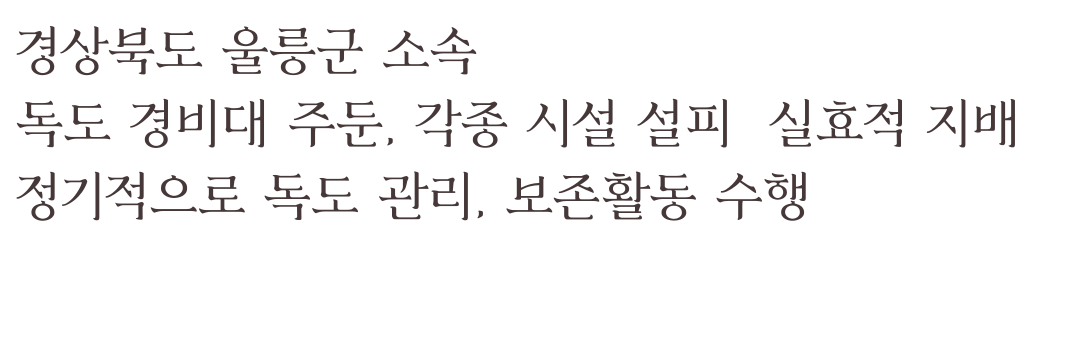 경상북도 울릉군 소속
독도 경비대 주둔, 각종 시설 설피  실효적 지배
정기적으로 독도 관리, 보존활동 수행